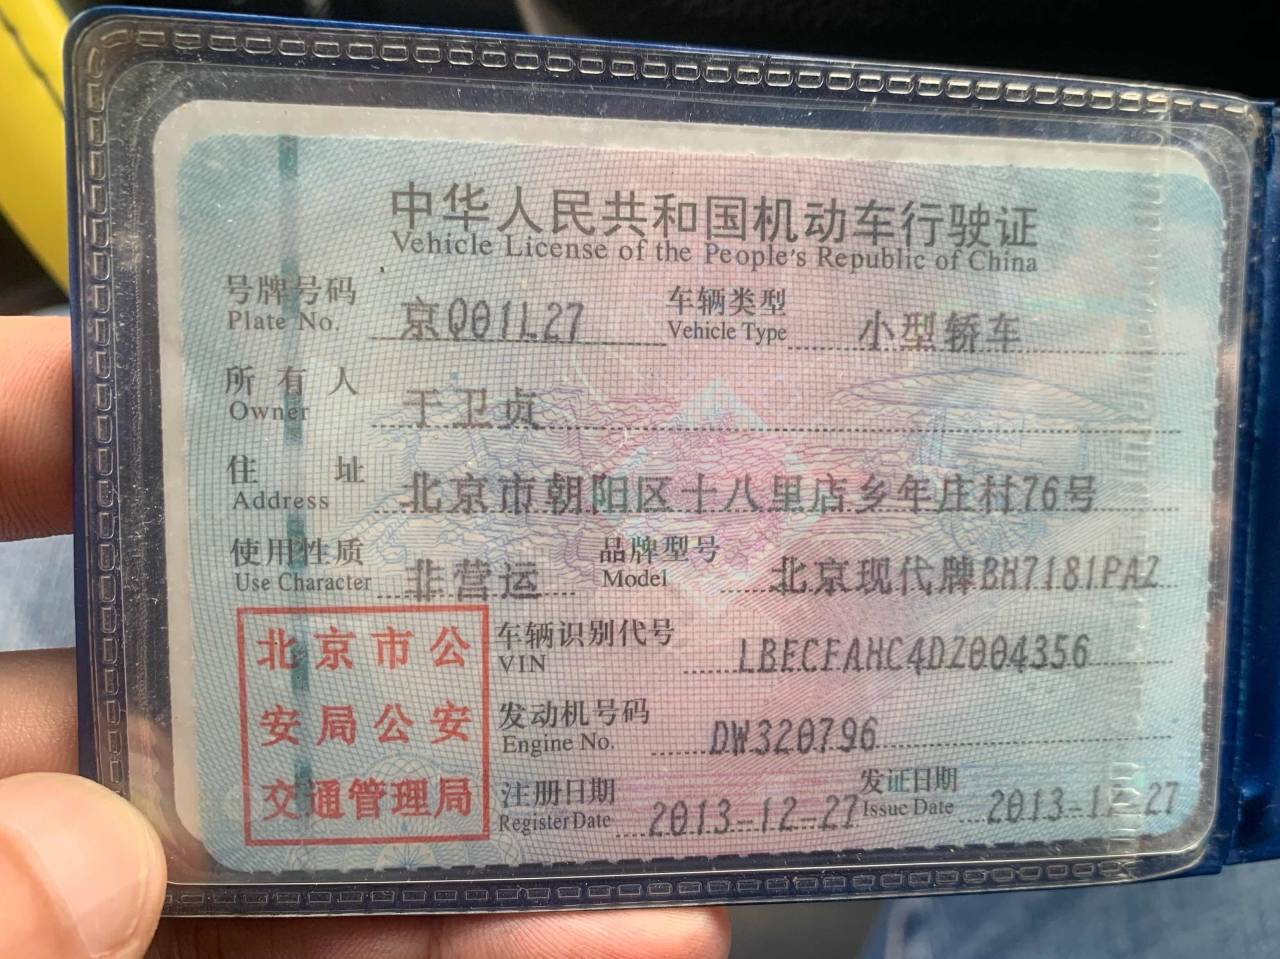 中华人民共和国机动车行驶证
Vehicle License of the People's Republic of China
号牌号码 京Q01L27 车辆类型 小型轿车
Plate No. Vehicle Type
所有人 于卫贞
Owner
住址 北京市朝阳区十八里店乡年庄村76号
Address
使用性质 非营运 品牌型号 北京现代牌BH7181PAZ
Use Character Model
北京市公
安局公安
交通管理局
车辆识别代号 LBECFAHC4DZ004356
VIN
发动机号码 DW320796
Engine No.
注册日期 2013-12-27 发证日期 2013-12-27
Register Date Issue Date